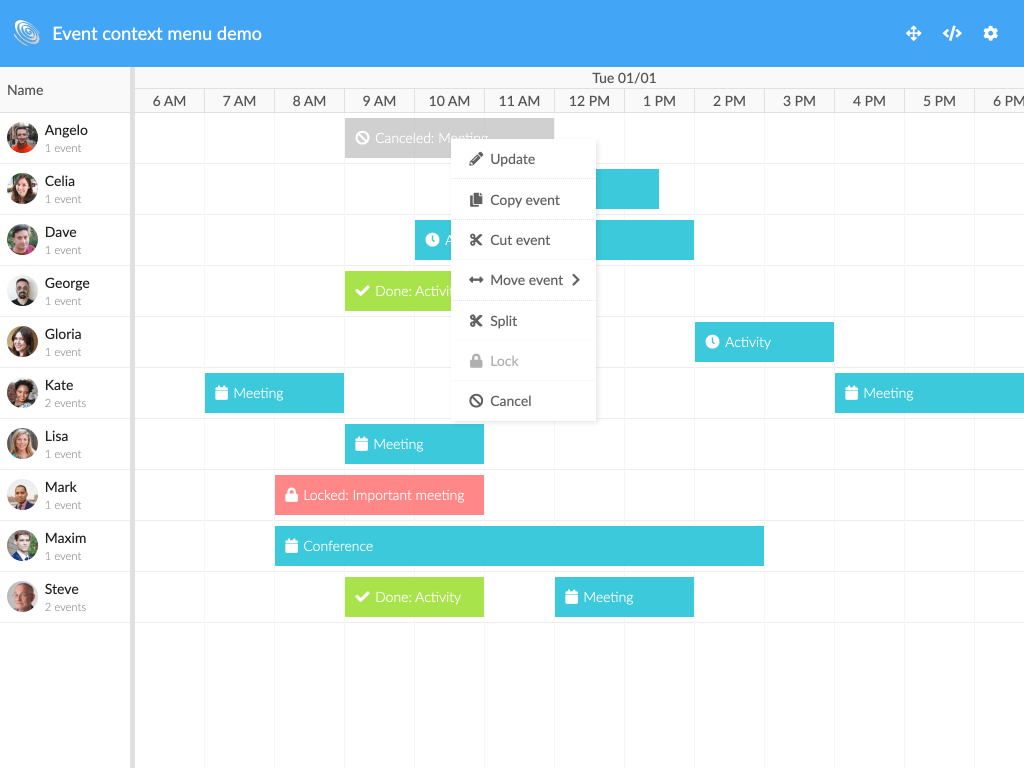 Event context menu demo
Name
Tue 01/01
6 AM 7 AM 8 AM 9 AM 10 AM 11 AM 12 PM 1 PM 2 PM 3 PM 4 PM 5 PM 6 PM
Angelo
1 event
Canceled: Meeting
Update
Copy event
Cut event
Move event
Split
Lock
Cancel
Celia
1 event
Dave
1 event
George
1 event
Done:
Gloria
1 event
Activity
Kate
2 events
Meeting
Meeting
Lisa
1 event
Meeting
Mark
1 event
Locked: Important meeting
Maxim
1 event
Conference
Steve
2 events
Done: Activity
Meeting